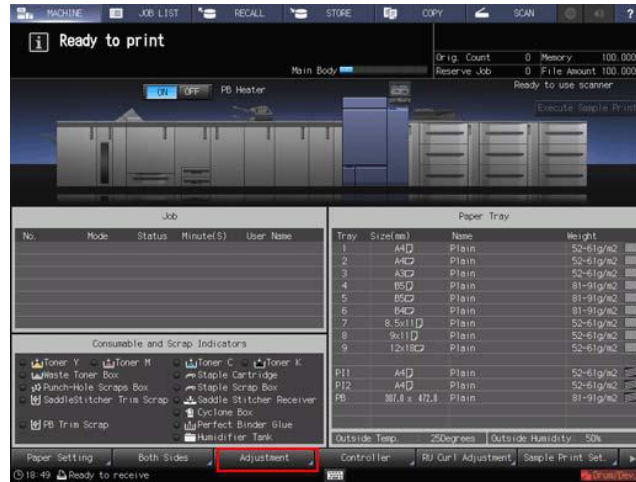 MACHINE JOB LIST RECALL STORE COPY SCAN ?
i Ready to print
Main Body
Orig. Count 0 Memory 100.000
Reserve Job 0 File Amount 100.000
Ready to use scanner
ON OFF PB Heater
Execute Sample Print
Job
No. Mode Status Minute(S) User Name
Paper Tray
Tray Size(mm) Name Weight
1 A4 Plain 52-61g/m2
2 A4 Plain 52-61g/m2
3 A3 Plain 52-61g/m2
4 B5 Plain 81-91g/m2
5 B5 Plain 81-91g/m2
6 B4 Plain 81-91g/m2
7 8.5x11 Plain 52-61g/m2
8 9x11 Plain 52-61g/m2
9 12x18 Plain 52-61g/m2
PI1 A4 Plain 52-61g/m2
PI2 A4 Plain 52-61g/m2
PB 307.0 x 472.0 Plain 81-91g/m2
Outside Temp. 25Degrees Outside Humidity 50%
Consumable and Scrap Indicators
Toner Y Toner M Toner C Toner K
Waste Toner Box Staple Cartridge
Punch-Hole Scraps Box Staple Scrap Box
SaddleStitcher Trim Scrap Saddle Stitcher Receiver
Cyclone Box
PB Trim Scrap Perfect Binder Glue
Humidifier Tank
Paper Setting Both Sides Adjustment Controller RU Curl Adjustment Sample Print Set.
18:49 Ready to receive Drum/Dev